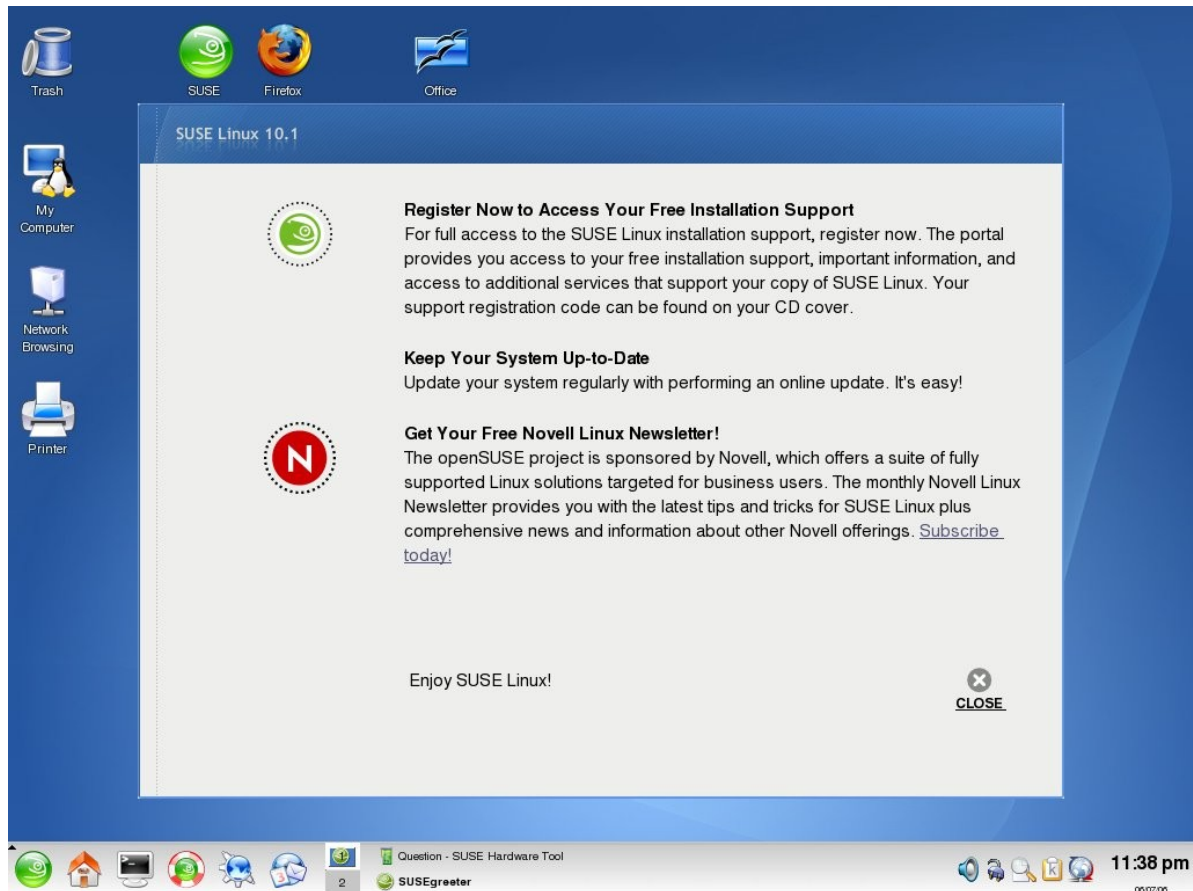 Trash
SUSE
Firefox
Office
My
Computer
Network
Browsing
Printer
SUSE Linux 10.1
Register Now to Access Your Free Installation Support
For full access to the SUSE Linux installation support, register now. The portal
provides you access to your free installation support, important information, and
access to additional services that support your copy of SUSE Linux. Your
support registration code can be found on your CD cover.
Keep Your System Up-to-Date
Update your system regularly with performing an online update. It's easy!
N
Get Your Free Novell Linux Newsletter!
The openSUSE project is sponsored by Novell, which offers a suite of fully
supported Linux solutions targeted for business users. The monthly Novell Linux
Newsletter provides you with the latest tips and tricks for SUSE Linux plus
comprehensive news and information about other Novell offerings. Subscribe
today!
Enjoy SUSE Linux!
CLOSE
1
2
Question - SUSE Hardware Tool
SUSEgreeter
11:38 pm